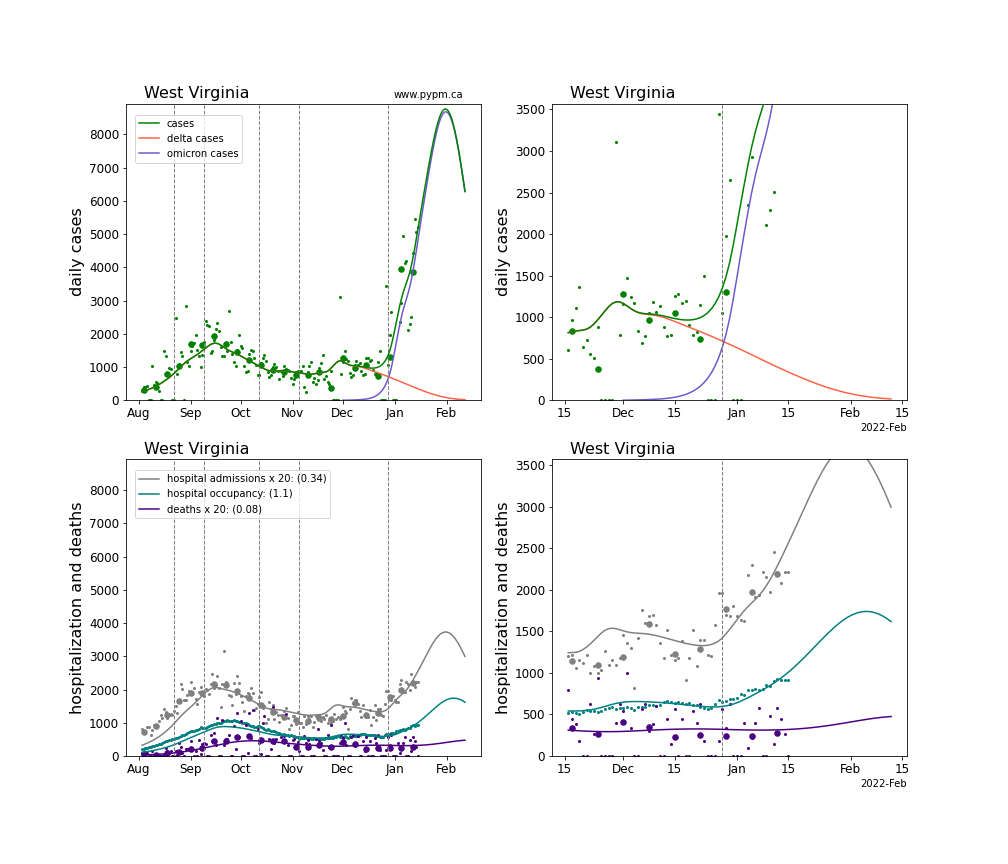 West Virginia
www.pypm.ca
daily cases
8000
7000
6000
5000
4000
3000
2000
1000
0
cases
delta cases
omicron cases
Aug Sep Oct Nov Dec Jan Feb
West Virginia
daily cases
3500
3000
2500
2000
1500
1000
500
0
15 Dec 15 Jan 15 Feb 15
2022-Feb
West Virginia
hospitalization and deaths
8000
7000
6000
5000
4000
3000
2000
1000
0
hospital admissions x 20: (0.34)
hospital occupancy: (1.1)
deaths x 20: (0.08)
Aug Sep Oct Nov Dec Jan Feb
West Virginia
hospitalization and deaths
3500
3000
2500
2000
1500
1000
500
0
15 Dec 15 Jan 15 Feb 15
2022-Feb